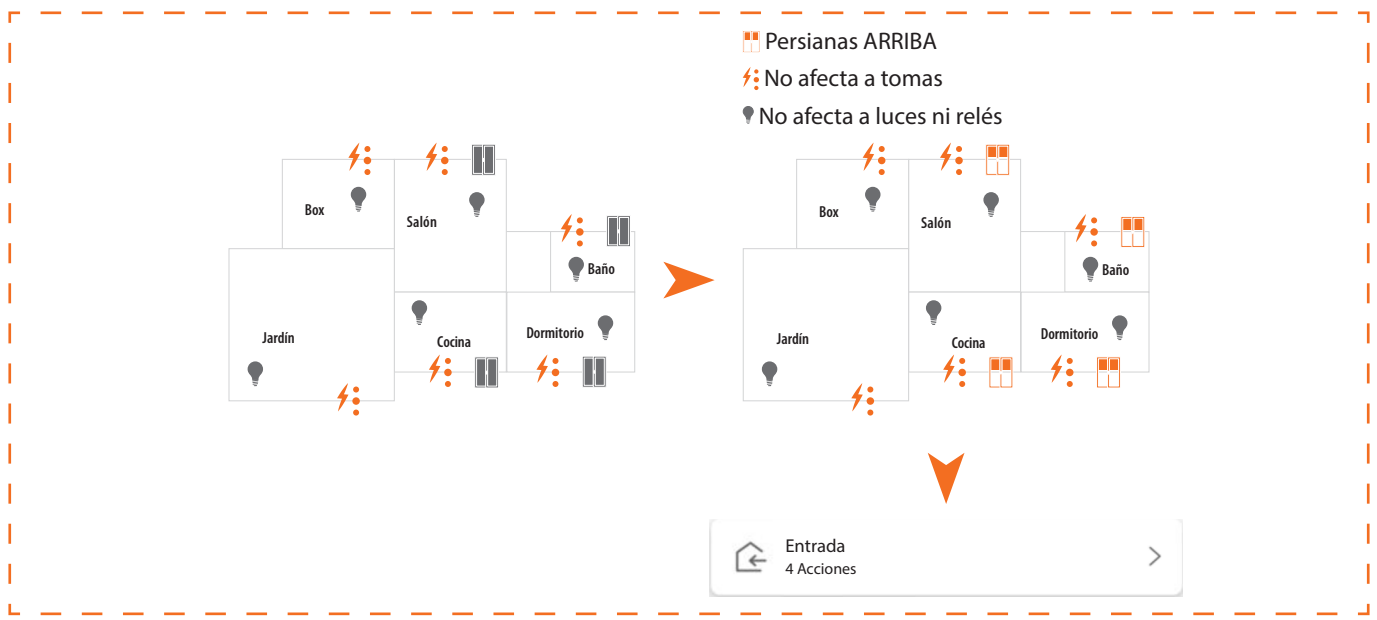 Persianas ARRIBA
No afecta a tomas
No afecta a luces ni relés
Box
Salón
Baño
Jardín
Cocina
Dormitorio
Box
Salón
Baño
Jardín
Cocina
Dormitorio
Entrada
4 Acciones